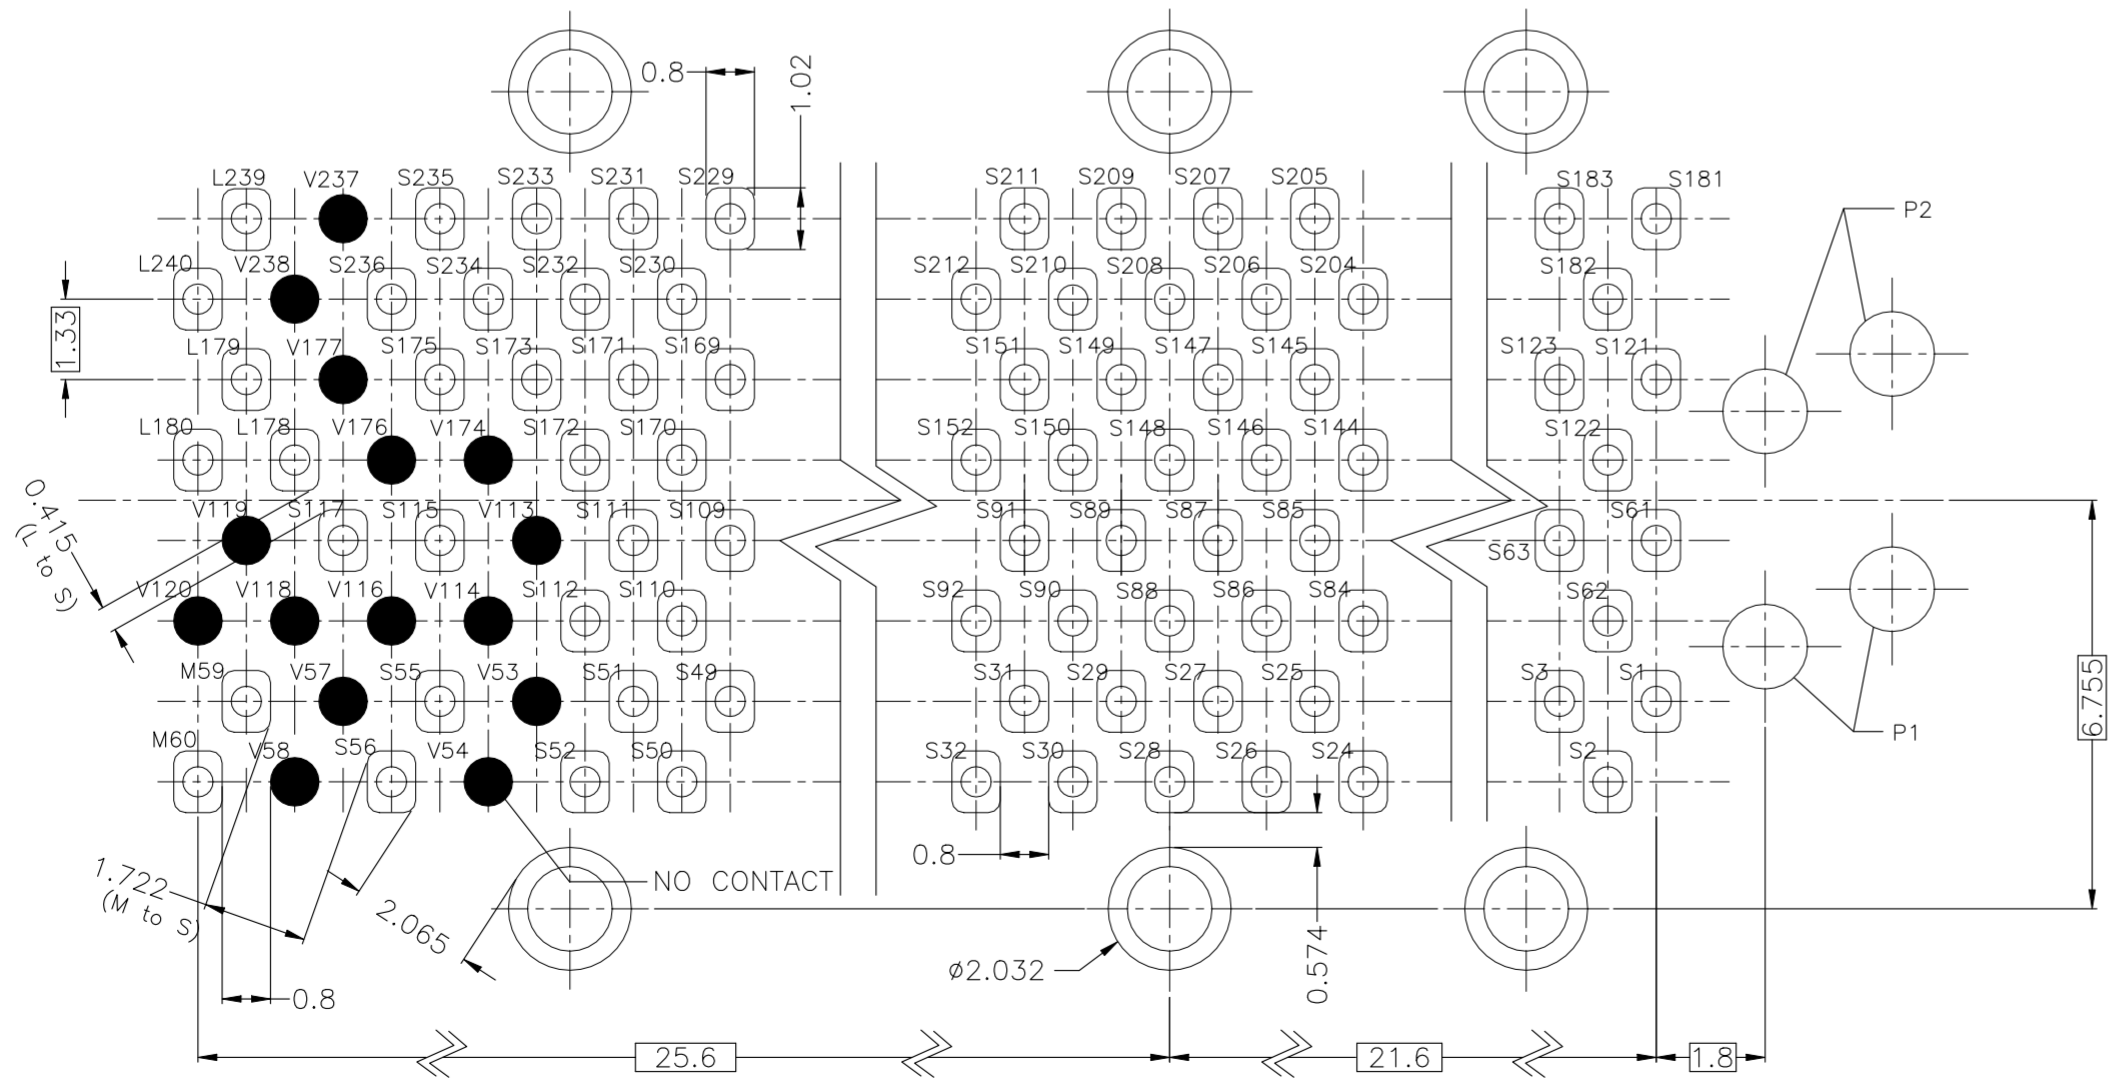 0.8
1.02
L239 V237 S235 S233 S231 S229 S211 S209 S207 S205 S183 S181
P2
L240 V238 S236 S234 S232 S230 S212 S210 S208 S206 S204 S182
1.33
L179 V177 S175 S173 S171 S169 S151 S149 S147 S145 S123 S121
L180 L178 V176 V174 S172 S170 S152 S150 S148 S146 S144 S122
0.415
(L to S)
V119 S117 S115 V113 S111 S109 S91 S89 S87 S85 S63 S61
V120 V118 V116 V114 S112 S110 S92 S90 S88 S86 S84 S62
M59 V57 S55 V53 S51 S49 S31 S29 S27 S25 S3 S1
6.755
P1
M60 V58 S56 V54 S52 S50 S32 S30 S28 S26 S24 S2
0.8
1.722
(M to S)
2.065
NO CONTACT
0.8
ø2.032
0.574
25.6
21.6
1.8